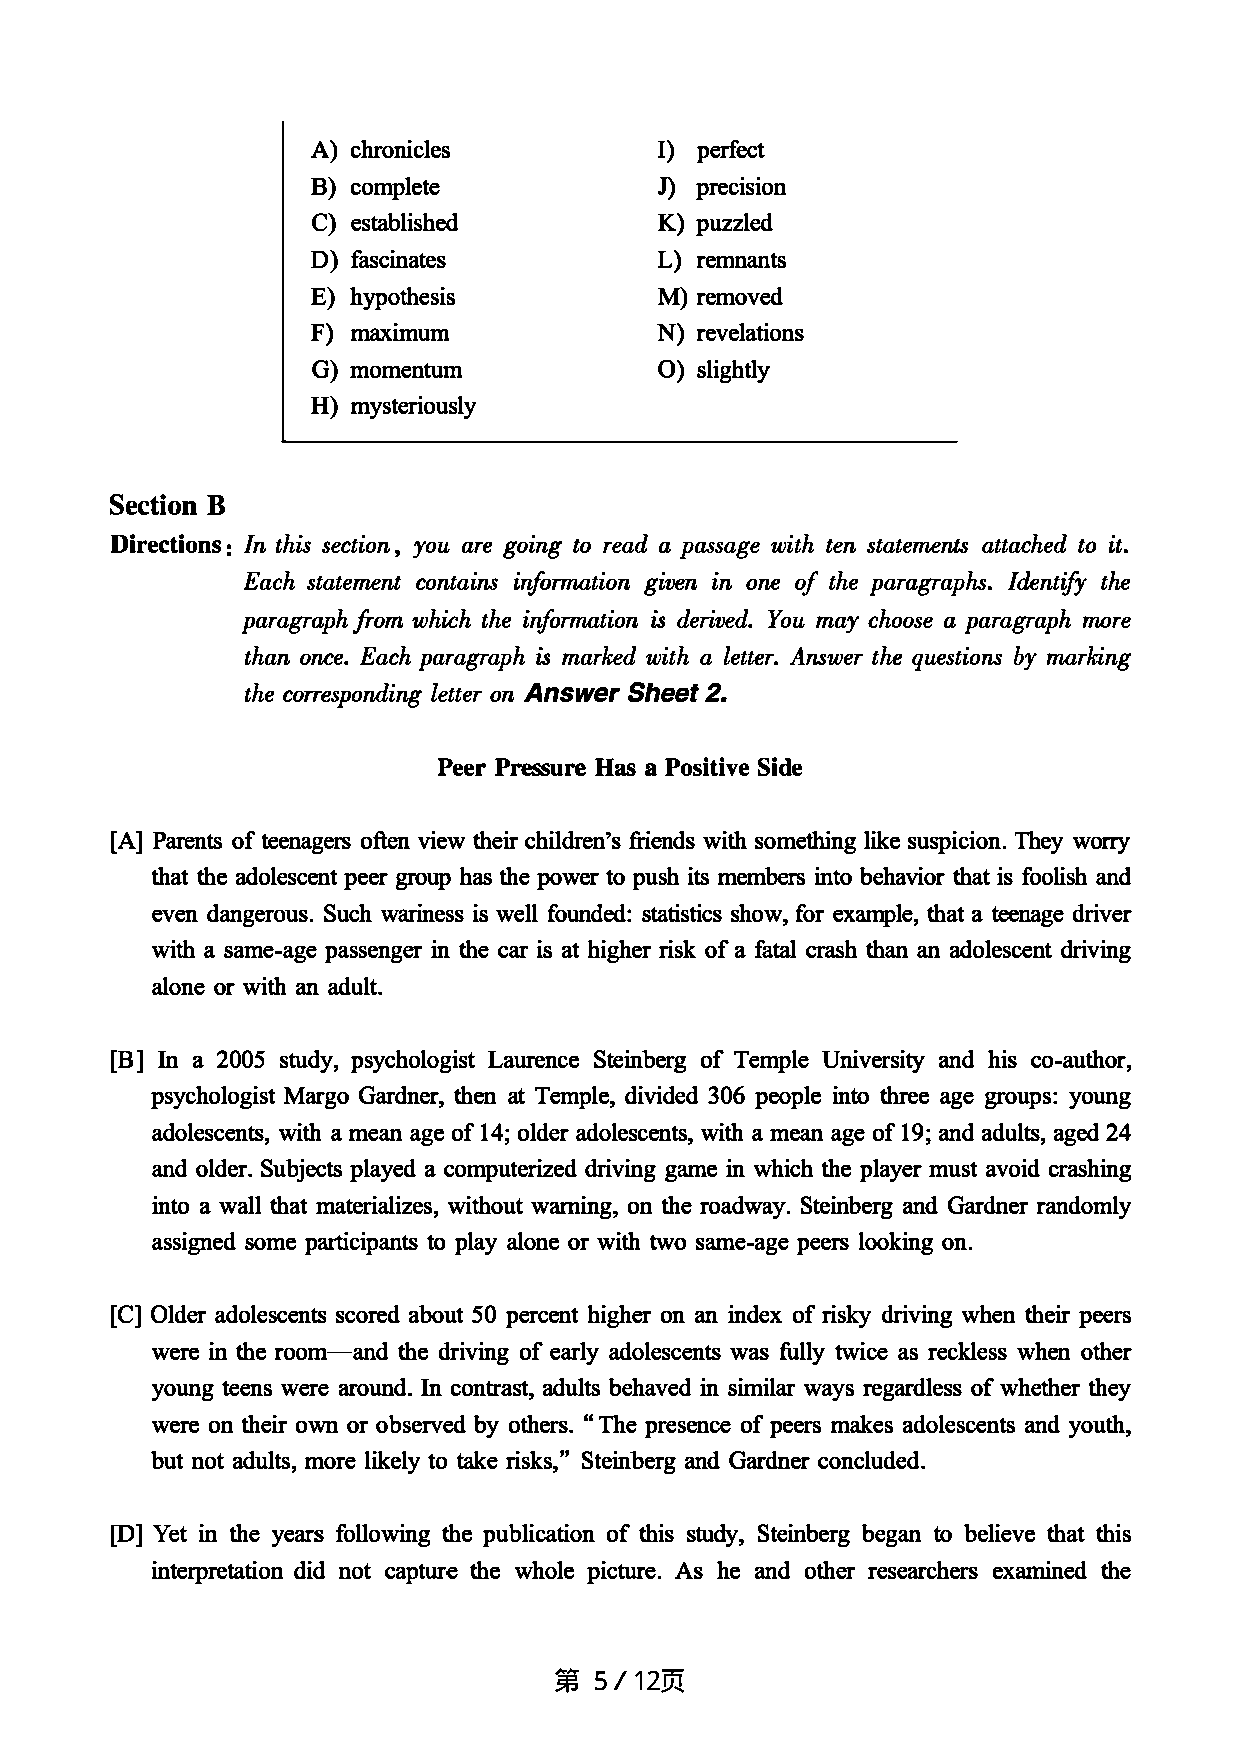 A) chronicles
I) perfect
B) complete
J) precision
C) established
K) puzzled
D) fascinates
L) remnants
E) hypothesis
M) removed
F) maximum
N) revelations
G) momentum
O) slightly
H) mysteriously
Section B
Directions: In this section, you are going to read a passage with ten statements attached to it.
Each statement contains information given in one of the paragraphs. Identify the
paragraph from which the information is derived. You may choose a paragraph more
than once. Each paragraph is marked with a letter. Answer the questions by marking
the corresponding letter on Answer Sheet 2.
Peer Pressure Has a Positive Side
[A] Parents of teenagers often view their children's friends with something like suspicion. They worry
that the adolescent peer group has the power to push its members into behavior that is foolish and
even dangerous. Such wariness is well founded: statistics show, for example, that a teenage driver
with a same-age passenger in the car is at higher risk of a fatal crash than an adolescent driving
alone or with an adult.
[B] In a 2005 study, psychologist Laurence Steinberg of Temple University and his co-author,
psychologist Margo Gardner, then at Temple, divided 306 people into three age groups: young
adolescents, with a mean age of 14; older adolescents, with a mean age of 19; and adults, aged 24
and older. Subjects played a computerized driving game in which the player must avoid crashing
into a wall that materializes, without warning, on the roadway. Steinberg and Gardner randomly
assigned some participants to play alone or with two same-age peers looking on.
[C] Older adolescents scored about 50 percent higher on an index of risky driving when their peers
were in the room—and the driving of early adolescents was fully twice as reckless when other
young teens were around. In contrast, adults behaved in similar ways regardless of whether they
were on their own or observed by others. “The presence of peers makes adolescents and youth,
but not adults, more likely to take risks,” Steinberg and Gardner concluded.
[D] Yet in the years following the publication of this study, Steinberg began to believe that this
interpretation did not capture the whole picture. As he and other researchers examined the
第 5 / 12页